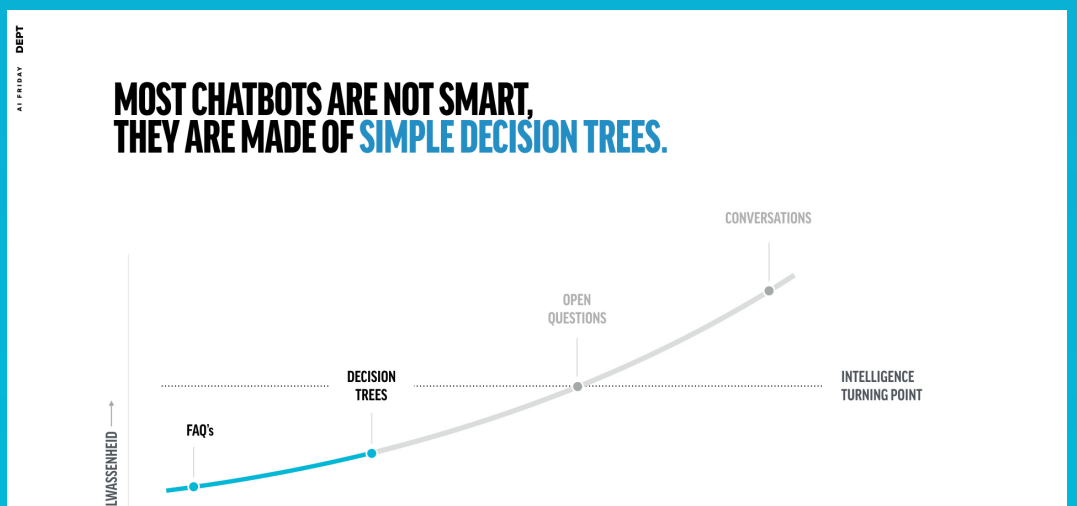 AI FRIDAY DEPT
MOST CHATBOTS ARE NOT SMART,
THEY ARE MADE OF SIMPLE DECISION TREES.
CONVERSATIONS
OPEN
QUESTIONS
DECISION
TREES
INTELLIGENCE
TURNING POINT
FAQ's